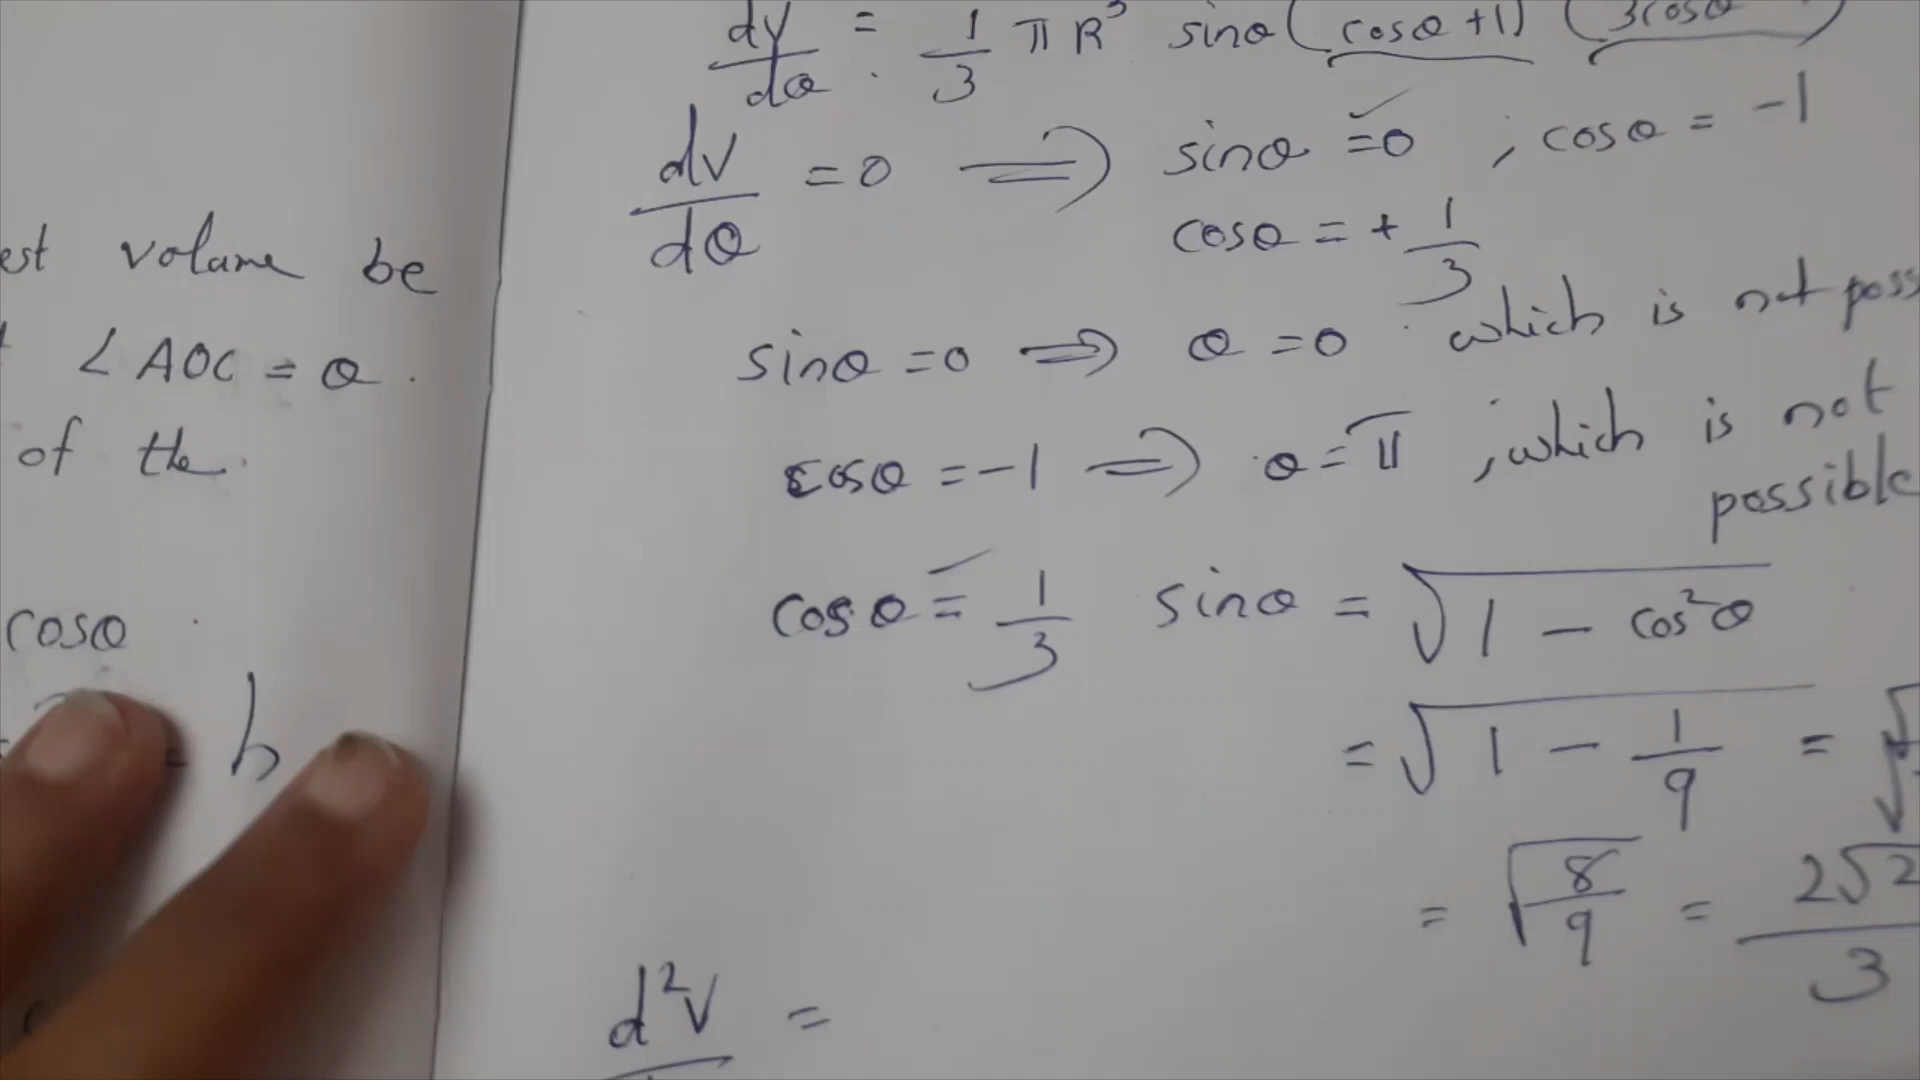 est volume be
∠AOC = θ.
of the
cosθ
= h
dV/dθ = 1/3 πR³ sinθ (cosθ+1) (3cosθ
dV/dθ = 0 ⟹ sinθ = 0 ; cosθ = -1
cosθ = + 1/3
sinθ = 0 ⟹ θ = 0 which is not poss
cosθ = -1 ⟹ θ = π , which is not
possible
cosθ = 1/3 sinθ = √(1 - cos²θ)
= √(1 - 1/9) = √
= √(8/9) = 2√2/3
d²V =